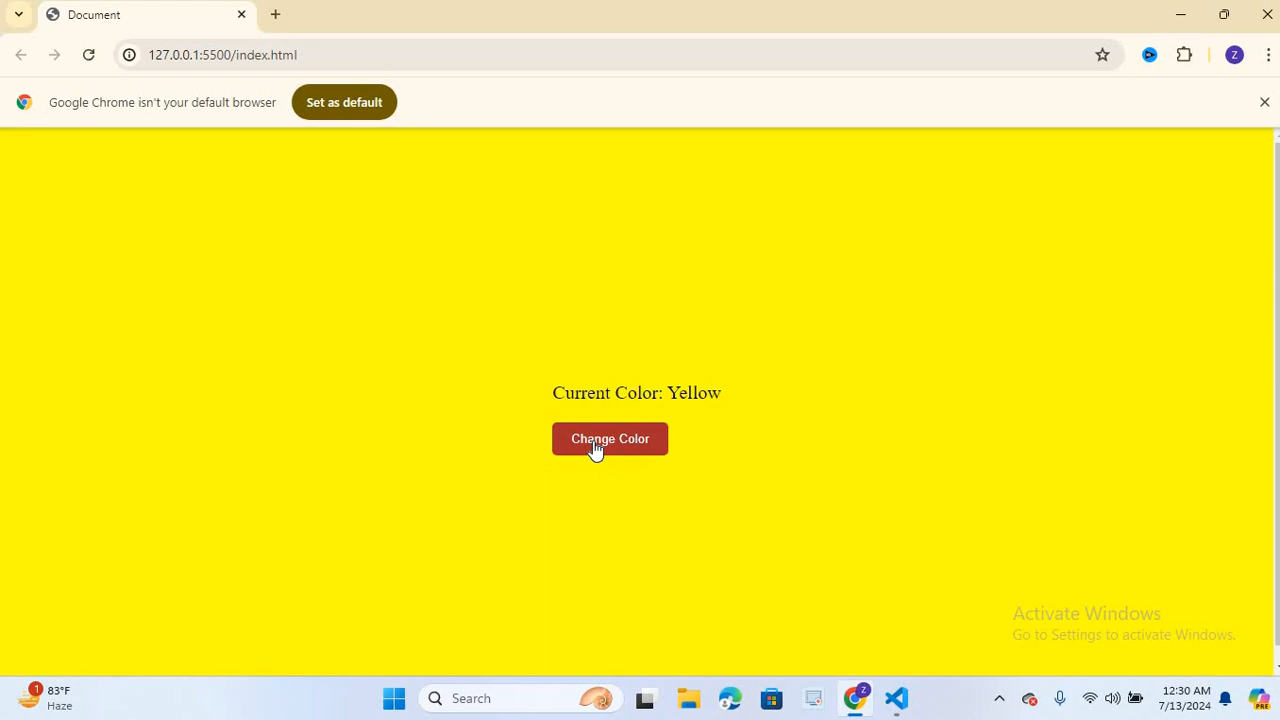 Document
127.0.0.1:5500/index.html
Z
Google Chrome isn't your default browser
Set as default
Current Color: Yellow
Change Color
Activate Windows
Go to Settings to activate Windows.
1
83°F
Haze
Search
Z
12:30 AM
7/13/2024
PRE